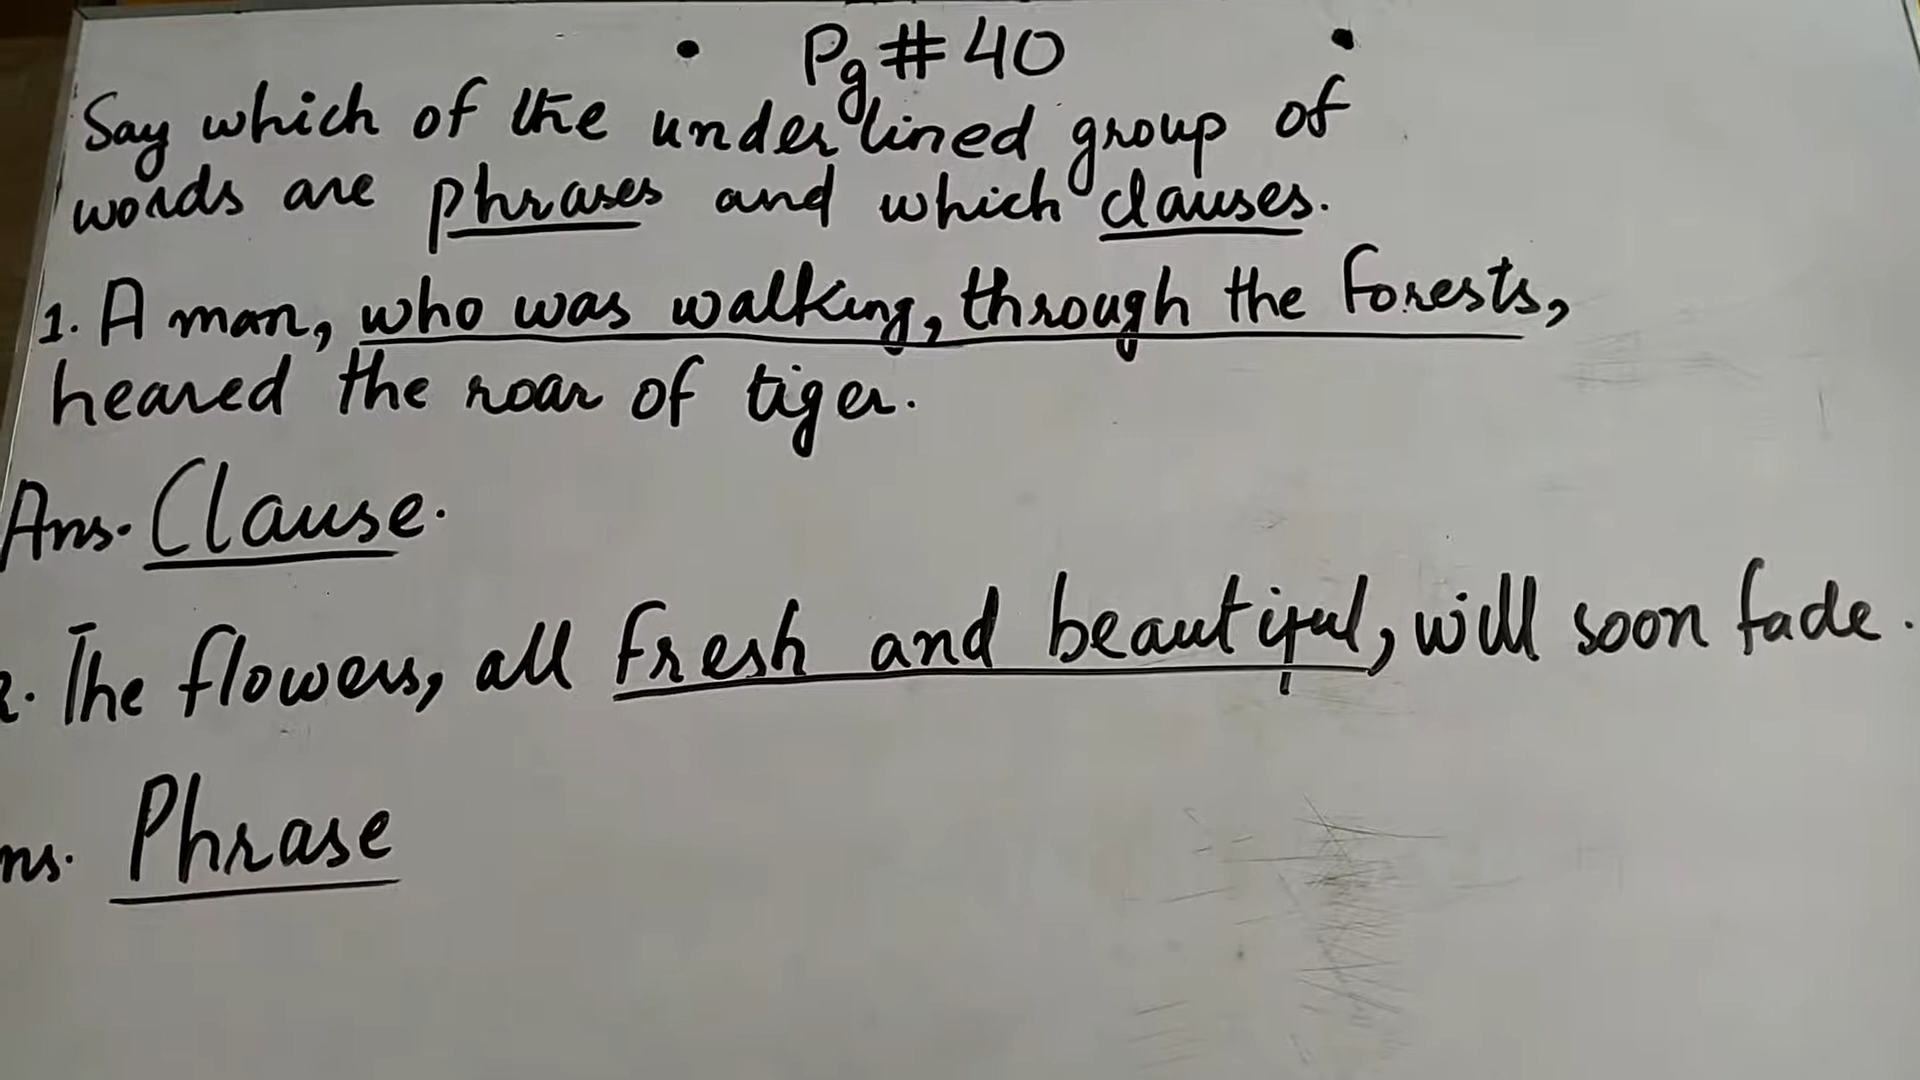 Pg # 40
Say which of the underlined group of
words are phrases and which clauses.
1. A man, who was walking, through the forests,
heared the roar of tiger.
Ans. Clause.
2. The flowers, all fresh and beautiful, will soon fade.
ns. Phrase